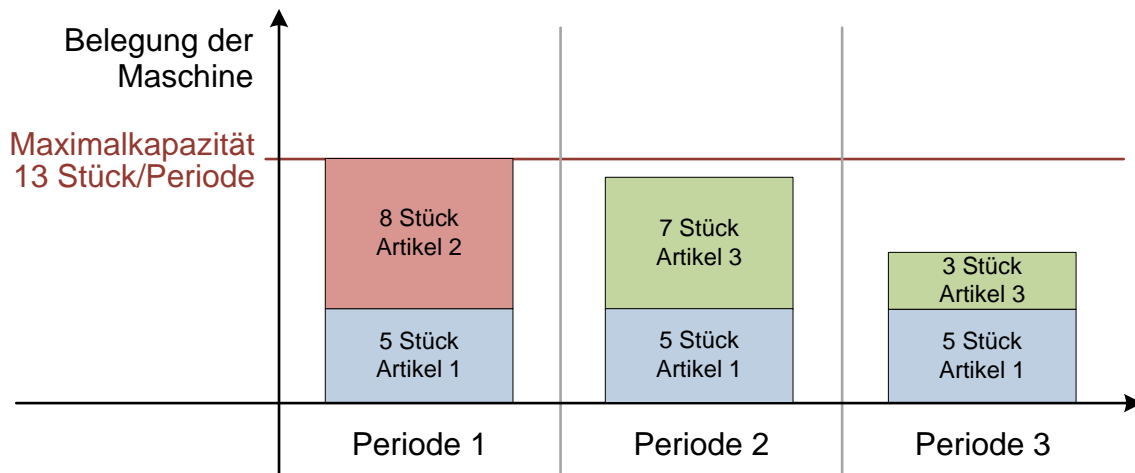 Belegung der
Maschine
Maximalkapazität
13 Stück/Periode
8 Stück
Artikel 2
5 Stück
Artikel 1
7 Stück
Artikel 3
5 Stück
Artikel 1
3 Stück
Artikel 3
5 Stück
Artikel 1
Periode 1
Periode 2
Periode 3